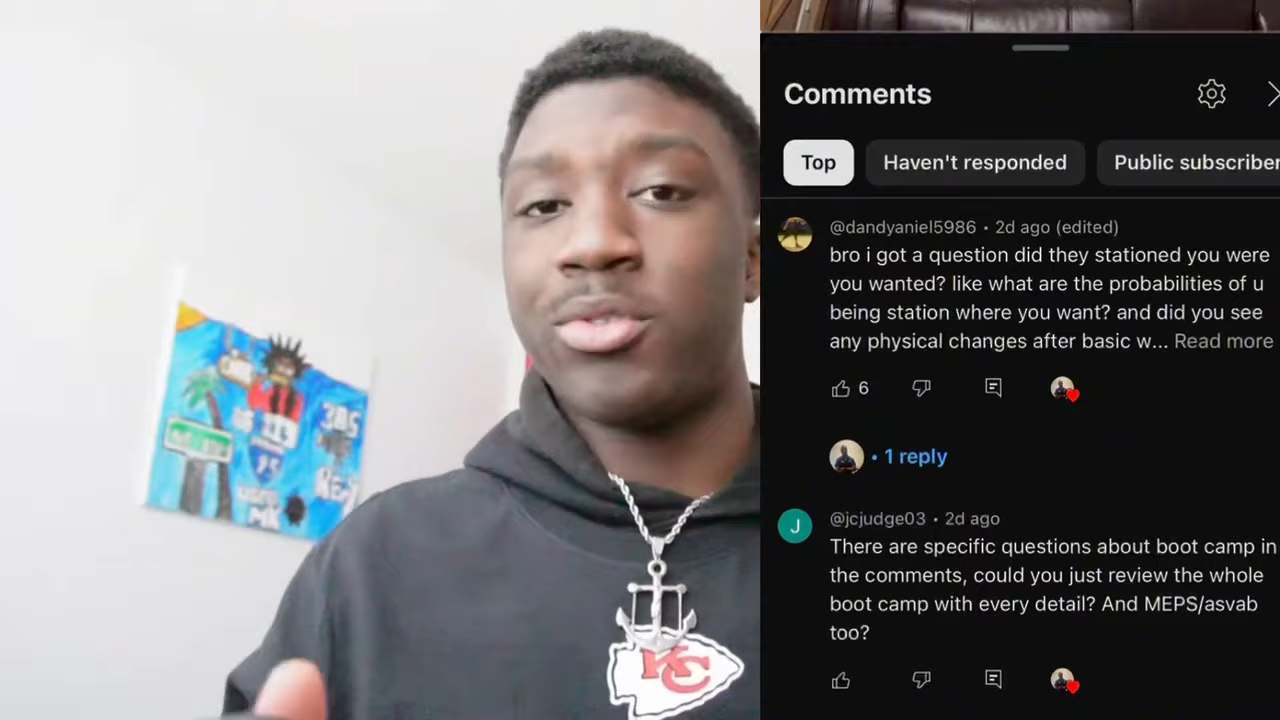 KC
Comments
Top
Haven't responded
Public subscriber
@dandyaniel5986 • 2d ago (edited)
bro i got a question did they stationed you were
you wanted? like what are the probabilities of u
being station where you want? and did you see
any physical changes after basic w... Read more
6
• 1 reply
J
@jcjudge03 • 2d ago
There are specific questions about boot camp in
the comments, could you just review the whole
boot camp with every detail? And MEPS/asvab
too?